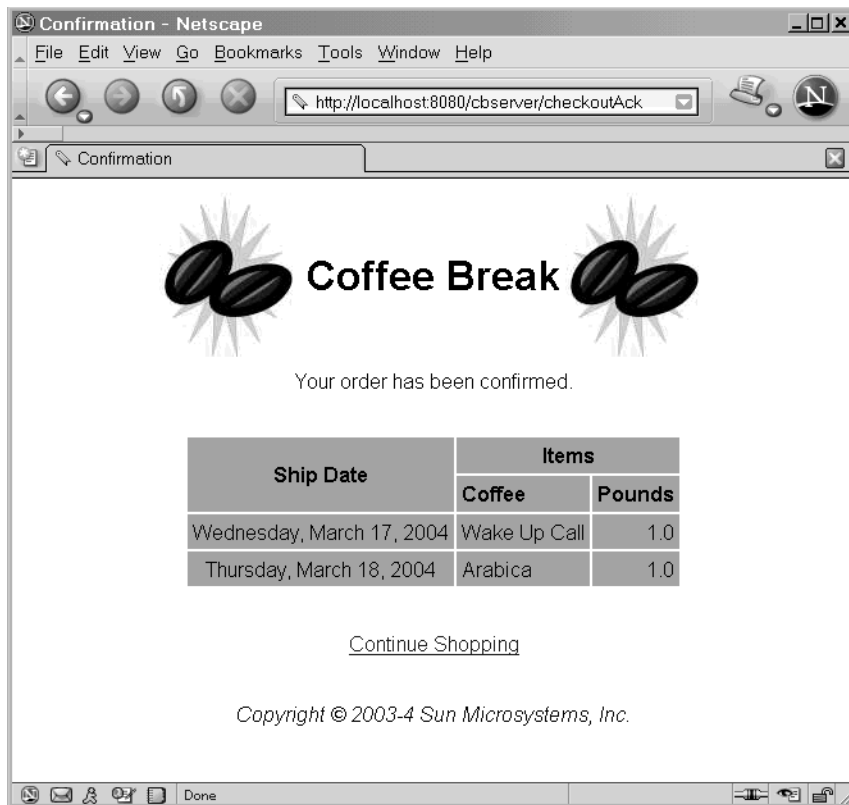 Confirmation - Netscape
File Edit View Go Bookmarks Tools Window Help
http://localhost:8080/cbserver/checkoutAck
N
Confirmation
Coffee Break
Your order has been confirmed.
Ship Date
Items
Coffee Pounds
Wednesday, March 17, 2004 Wake Up Call 1.0
Thursday, March 18, 2004 Arabica 1.0
Continue Shopping
Copyright © 2003-4 Sun Microsystems, Inc.
Done